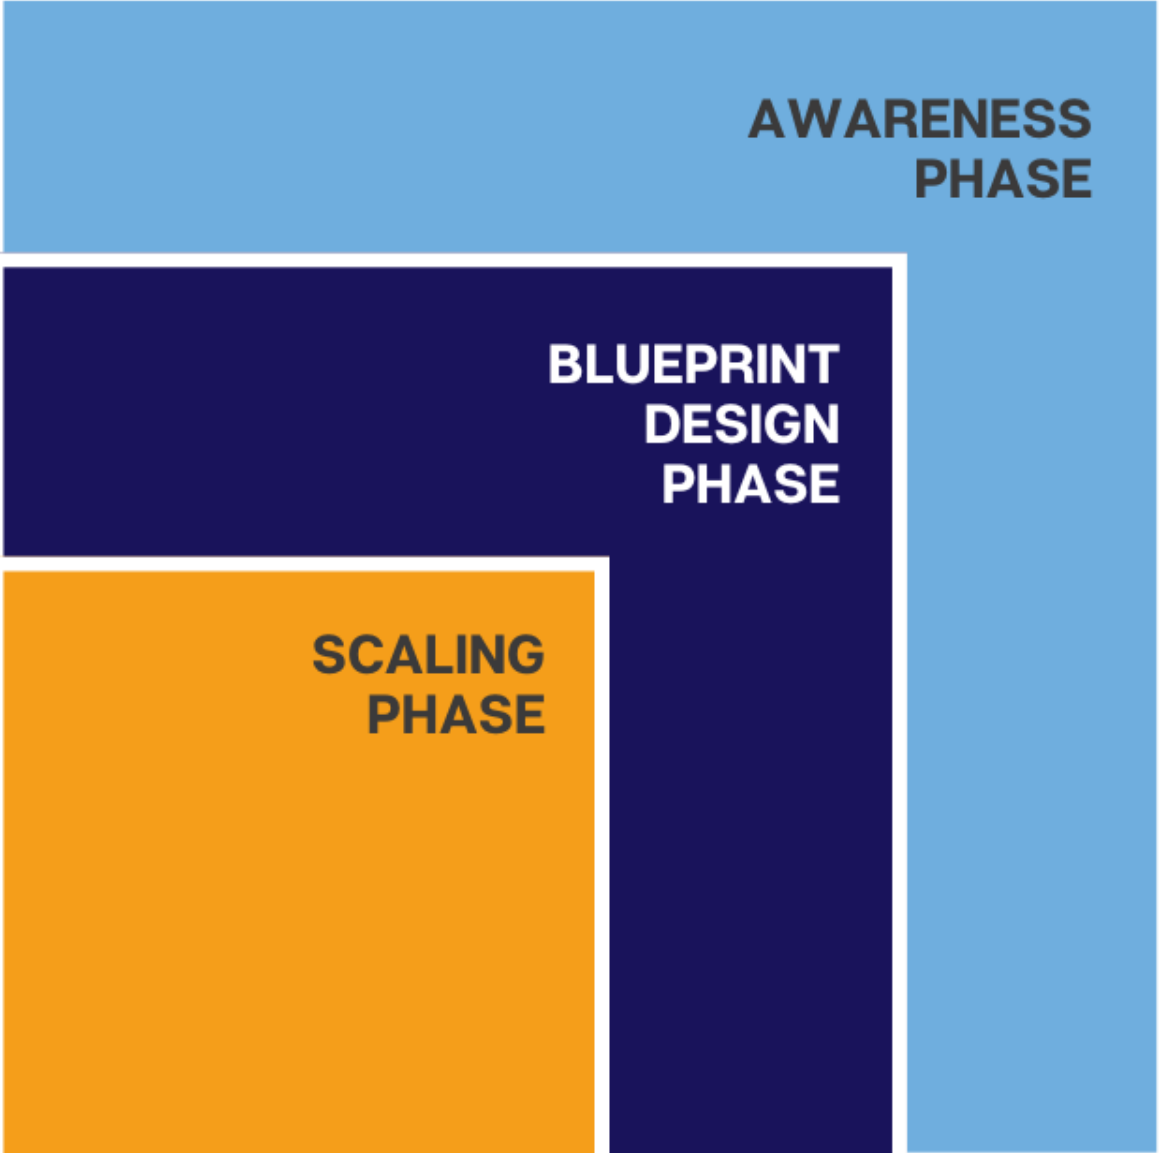 AWARENESS
PHASE
BLUEPRINT
DESIGN
PHASE
SCALING
PHASE